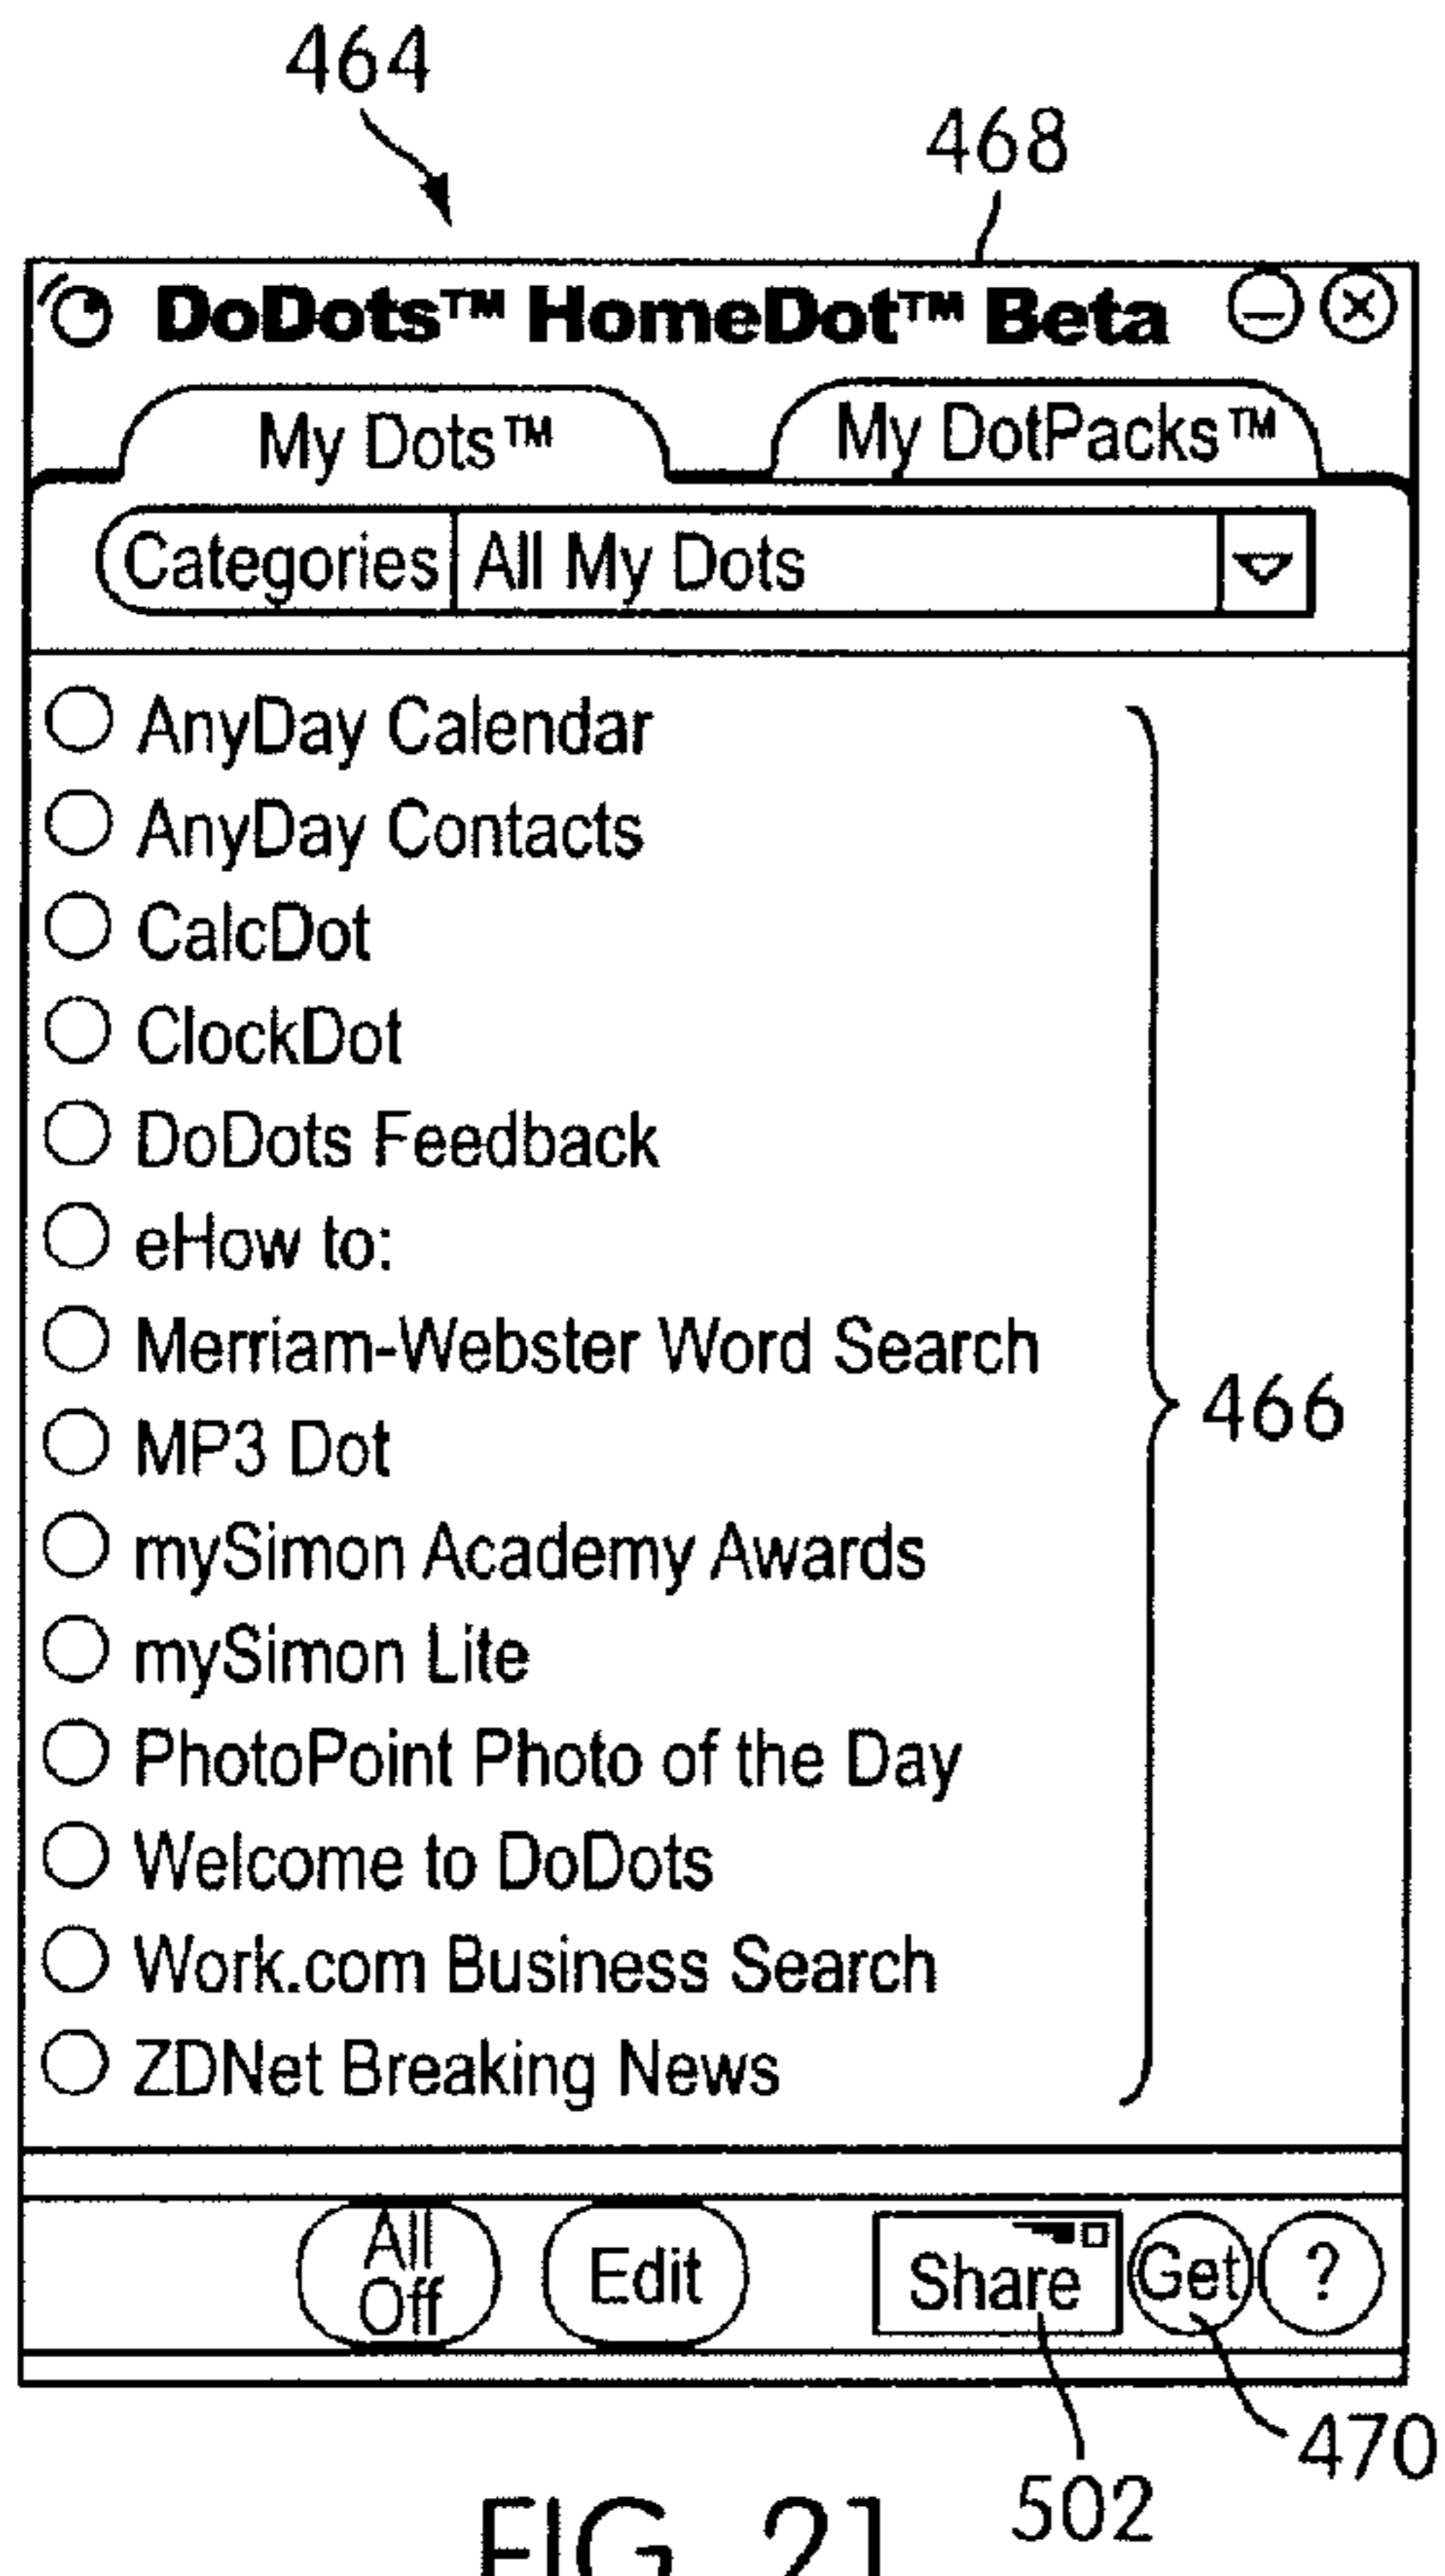 464
468
DoDots™ HomeDot™ Beta
My Dots™ My DotPacks™
Categories All My Dots
AnyDay Calendar
AnyDay Contacts
CalcDot
ClockDot
DoDots Feedback
eHow to:
Merriam-Webster Word Search
466
MP3 Dot
mySimon Academy Awards
mySimon Lite
PhotoPoint Photo of the Day
Welcome to DoDots
Work.com Business Search
ZDNet Breaking News
All
Off
Edit
Share
Get
?
470
502
FIG. 21